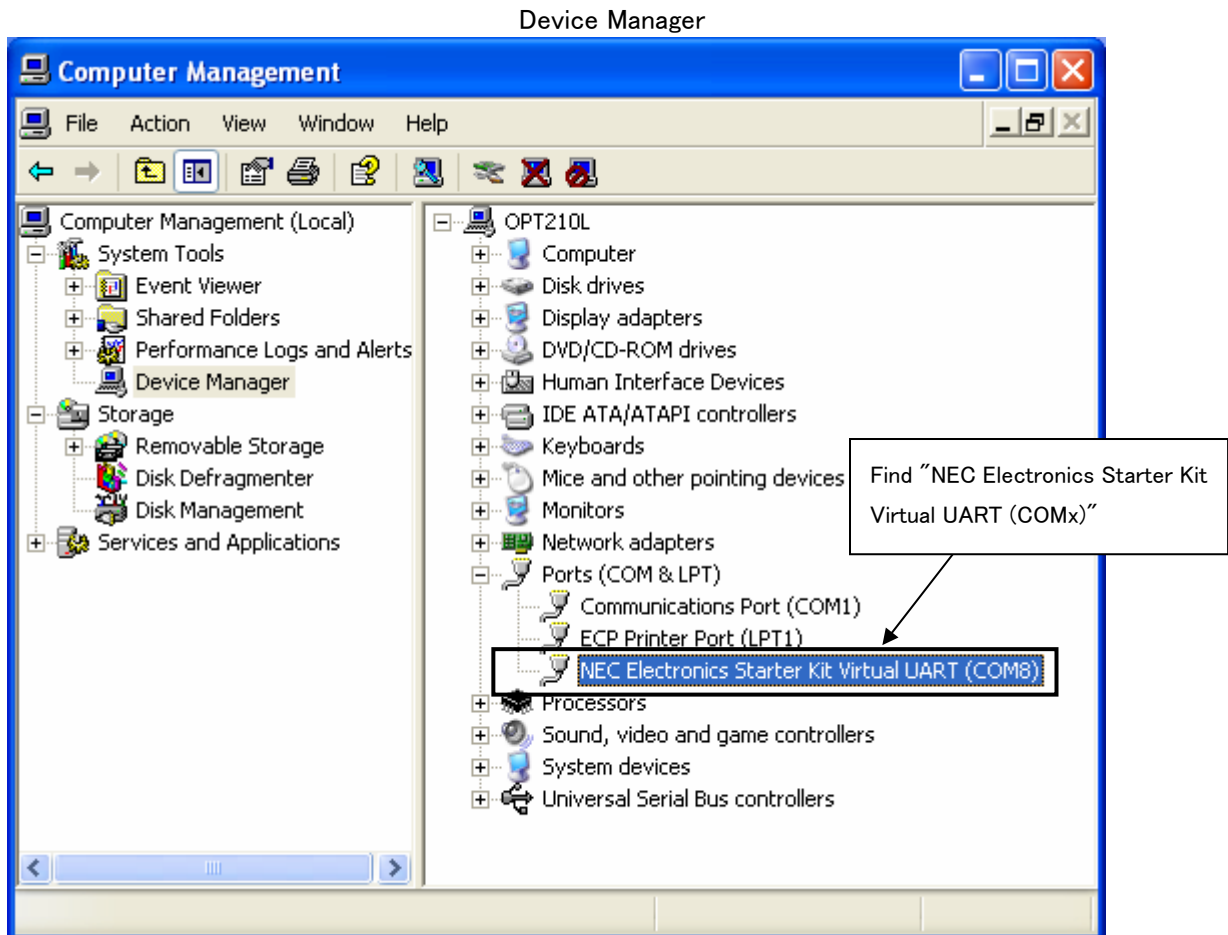 Device Manager
Computer Management
File Action View Window Help
Computer Management (Local)
System Tools
Event Viewer
Shared Folders
Performance Logs and Alerts
Device Manager
Storage
Removable Storage
Disk Defragmenter
Disk Management
Services and Applications
OPT210L
Computer
Disk drives
Display adapters
DVD/CD-ROM drives
Human Interface Devices
IDE ATA/ATAPI controllers
Keyboards
Mice and other pointing devices
Monitors
Network adapters
Ports (COM & LPT)
Communications Port (COM1)
ECP Printer Port (LPT1)
NEC Electronics Starter Kit Virtual UART (COM8)
Processors
Sound, video and game controllers
System devices
Universal Serial Bus controllers
Find "NEC Electronics Starter Kit
Virtual UART (COMx)"